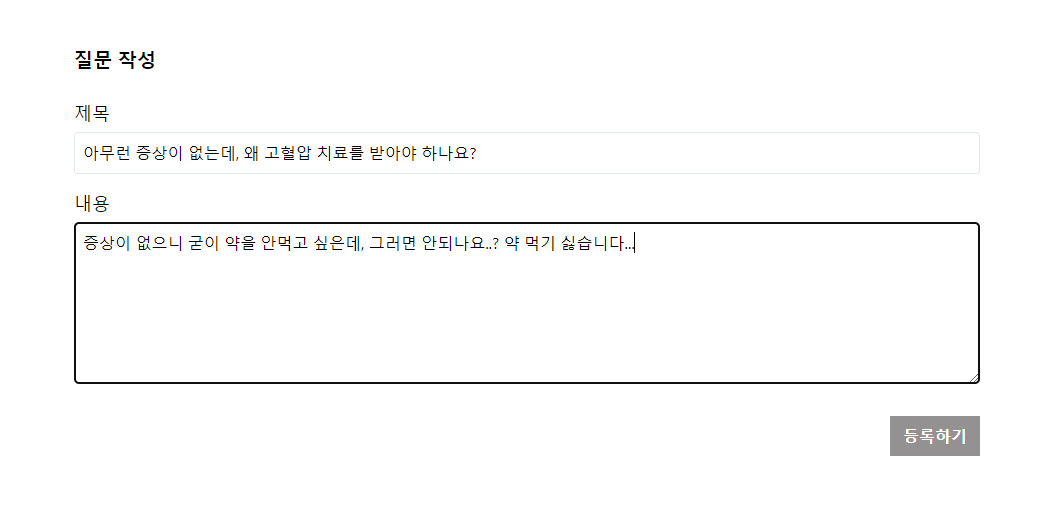 질문 작성
제목
아무런 증상이 없는데, 왜 고혈압 치료를 받아야 하나요?
내용
증상이 없으니 굳이 약을 안먹고 싶은데, 그러면 안되나요..? 약 먹기 싫습니다...
등록하기